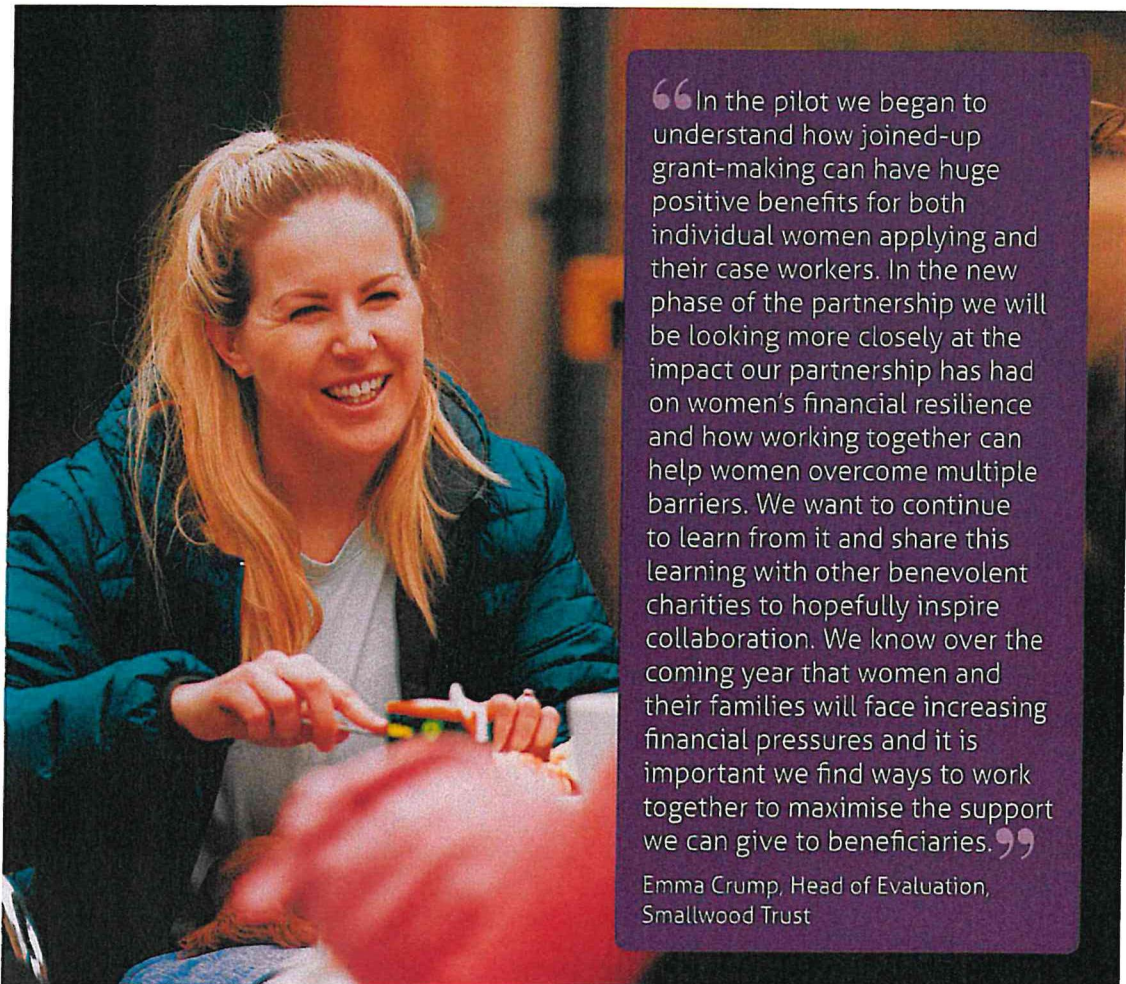 “In the pilot we began to
understand how joined-up
grant-making can have huge
positive benefits for both
individual women applying and
their case workers. In the new
phase of the partnership we will
be looking more closely at the
impact our partnership has had
on women's financial resilience
and how working together can
help women overcome multiple
barriers. We want to continue
to learn from it and share this
learning with other benevolent
charities to hopefully inspire
collaboration. We know over the
coming year that women and
their families will face increasing
financial pressures and it is
important we find ways to work
together to maximise the support
we can give to beneficiaries.”
Emma Crump, Head of Evaluation,
Smallwood Trust